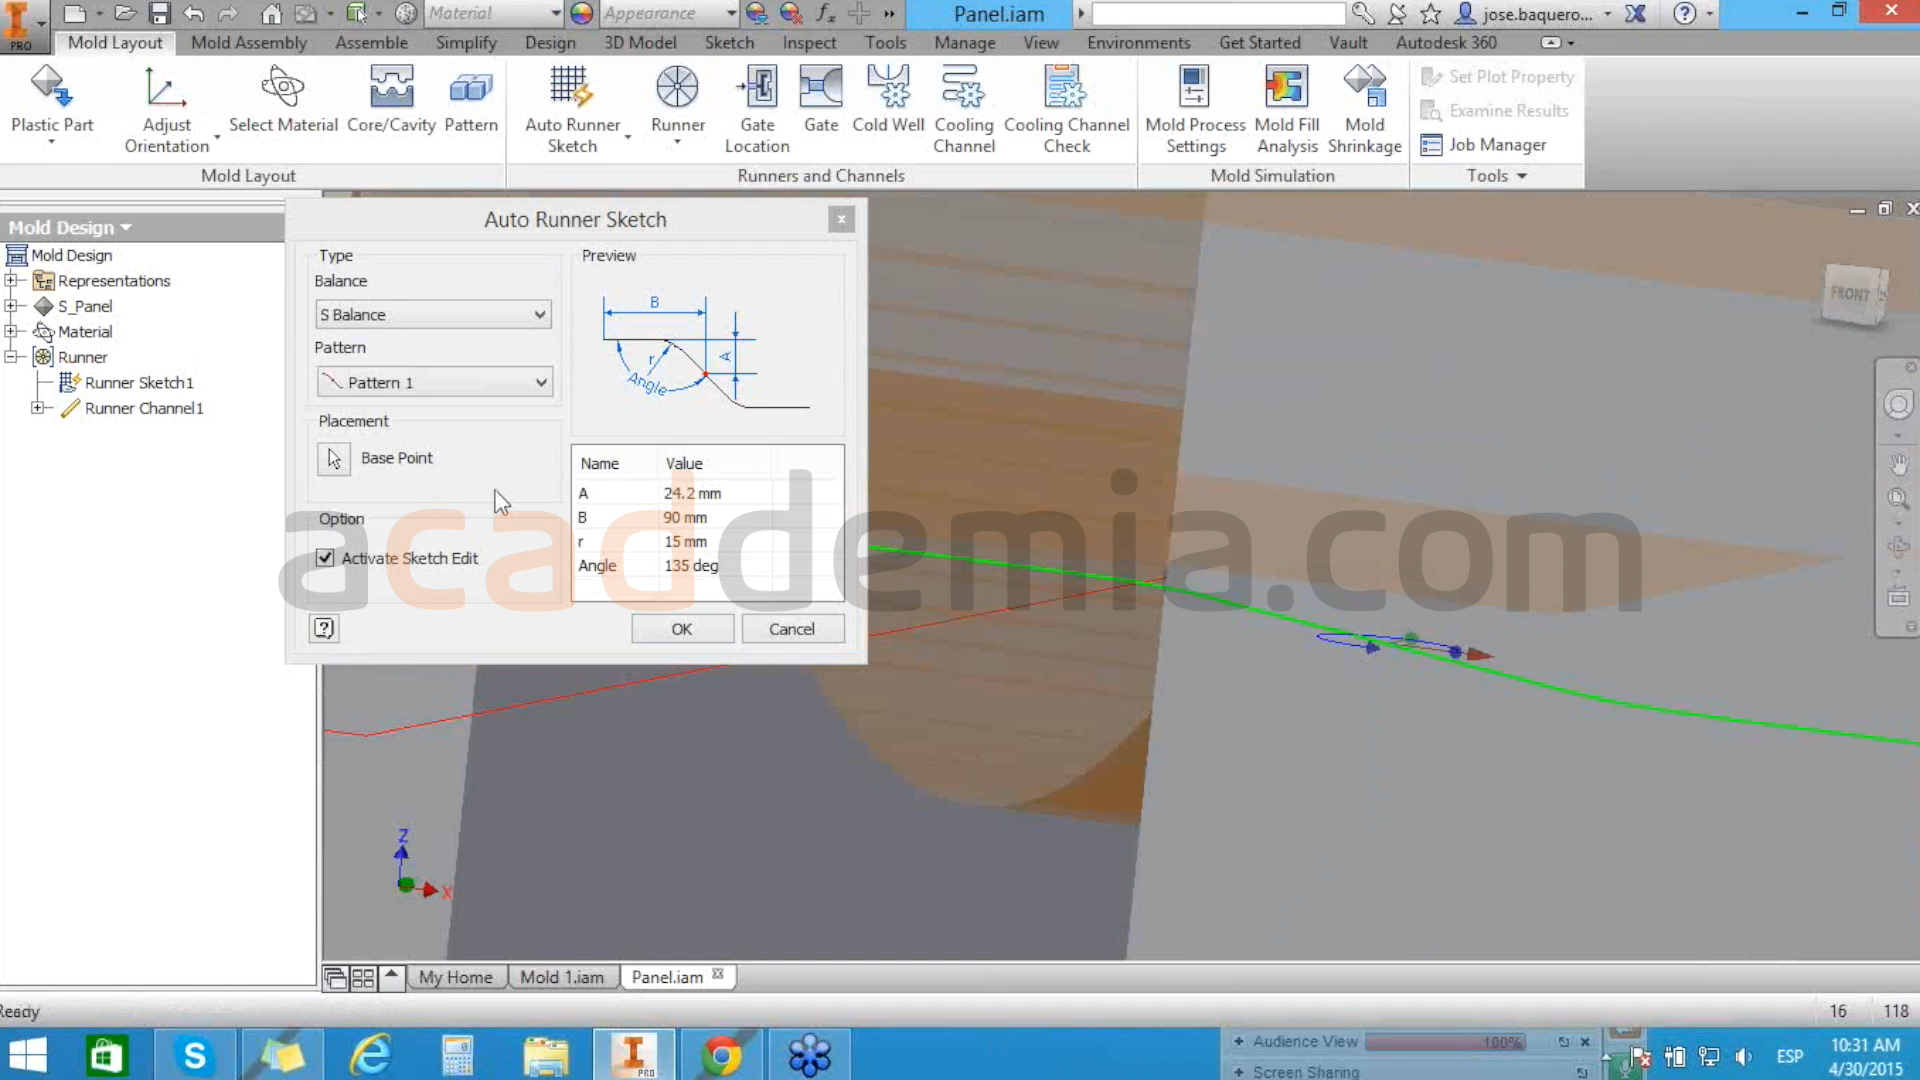 PRO
Material
Appearance
fx
Panel.iam
jose.baquero...
Mold Layout
Mold Assembly
Assemble
Simplify
Design
3D Model
Sketch
Inspect
Tools
Manage
View
Environments
Get Started
Vault
Autodesk 360
Plastic Part
Adjust
Orientation
Select Material
Core/Cavity
Pattern
Auto Runner
Sketch
Runner
Gate
Location
Gate
Cold Well
Cooling
Channel
Cooling Channel
Check
Mold Process
Settings
Mold Fill
Analysis
Mold
Shrinkage
Set Plot Property
Examine Results
Job Manager
Mold Layout
Runners and Channels
Mold Simulation
Tools
Mold Design
Mold Design
Representations
S_Panel
Material
Runner
Runner Sketch1
Runner Channel1
Auto Runner Sketch
Type
Balance
S Balance
Pattern
Pattern 1
Placement
Base Point
Option
Activate Sketch Edit
Preview
B
A
r
Angle
Name Value
A 24.2 mm
B 90 mm
r 15 mm
Angle 135 deg
OK
Cancel
acaddemia.com
FRONT
Z
X
My Home
Mold 1.iam
Panel.iam
Ready
16 118
PRO
Audience View
100%
Screen Sharing
ESP
10:31 AM
4/30/2015